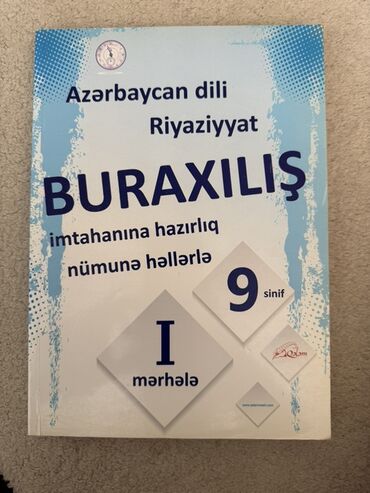 Azərbaycan dili
Riyaziyyat
BURAXILIŞ
imtahanına hazırlıq
nümunə həllərlə
9 sinif
I
mərhələ